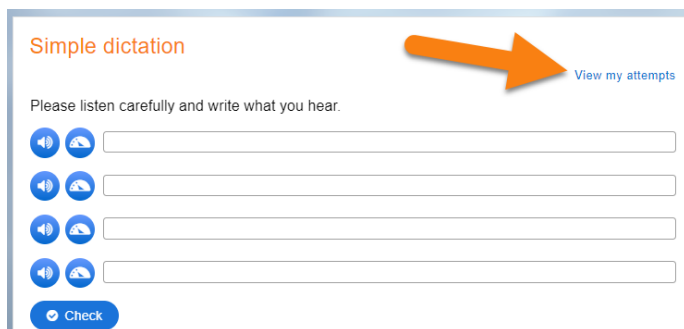 Simple dictation
View my attempts
Please listen carefully and write what you hear.
Check